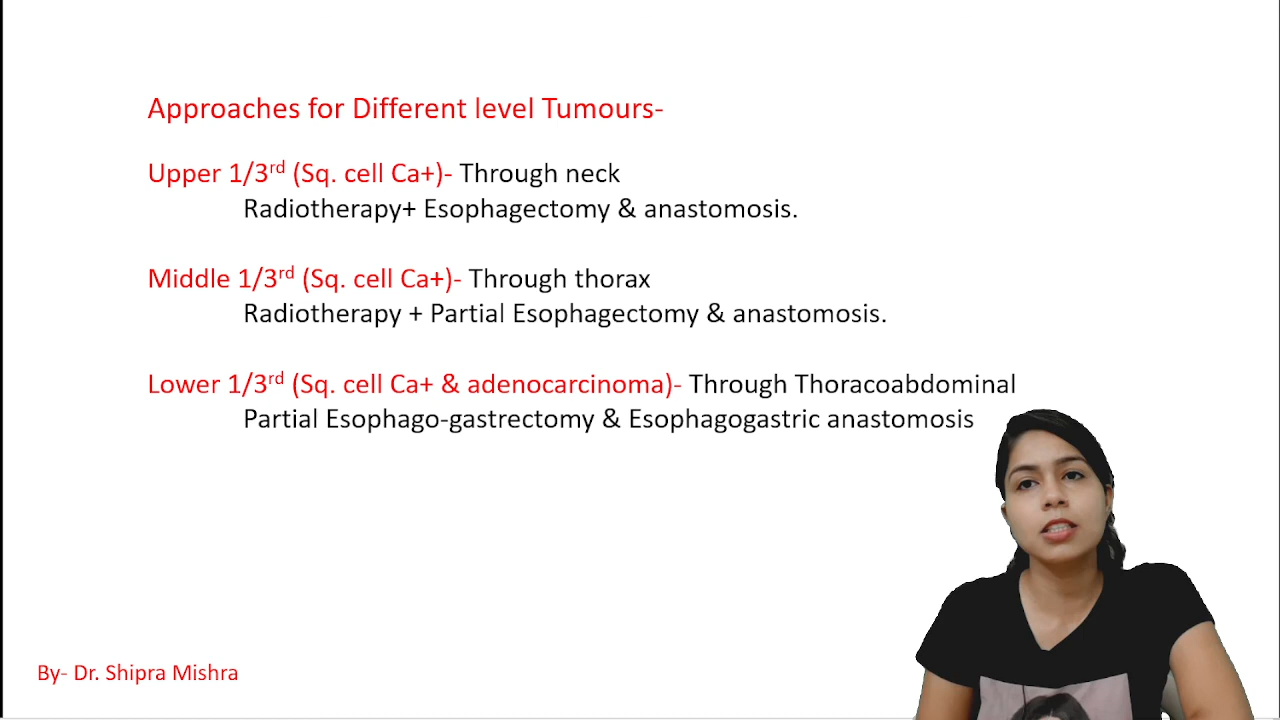 Approaches for Different level Tumours-
Upper 1/3rd (Sq. cell Ca+)- Through neck
Radiotherapy+ Esophagectomy & anastomosis.
Middle 1/3rd (Sq. cell Ca+)- Through thorax
Radiotherapy + Partial Esophagectomy & anastomosis.
Lower 1/3rd (Sq. cell Ca+ & adenocarcinoma)- Through Thoracoabdominal
Partial Esophago-gastrectomy & Esophagogastric anastomosis
By- Dr. Shipra Mishra